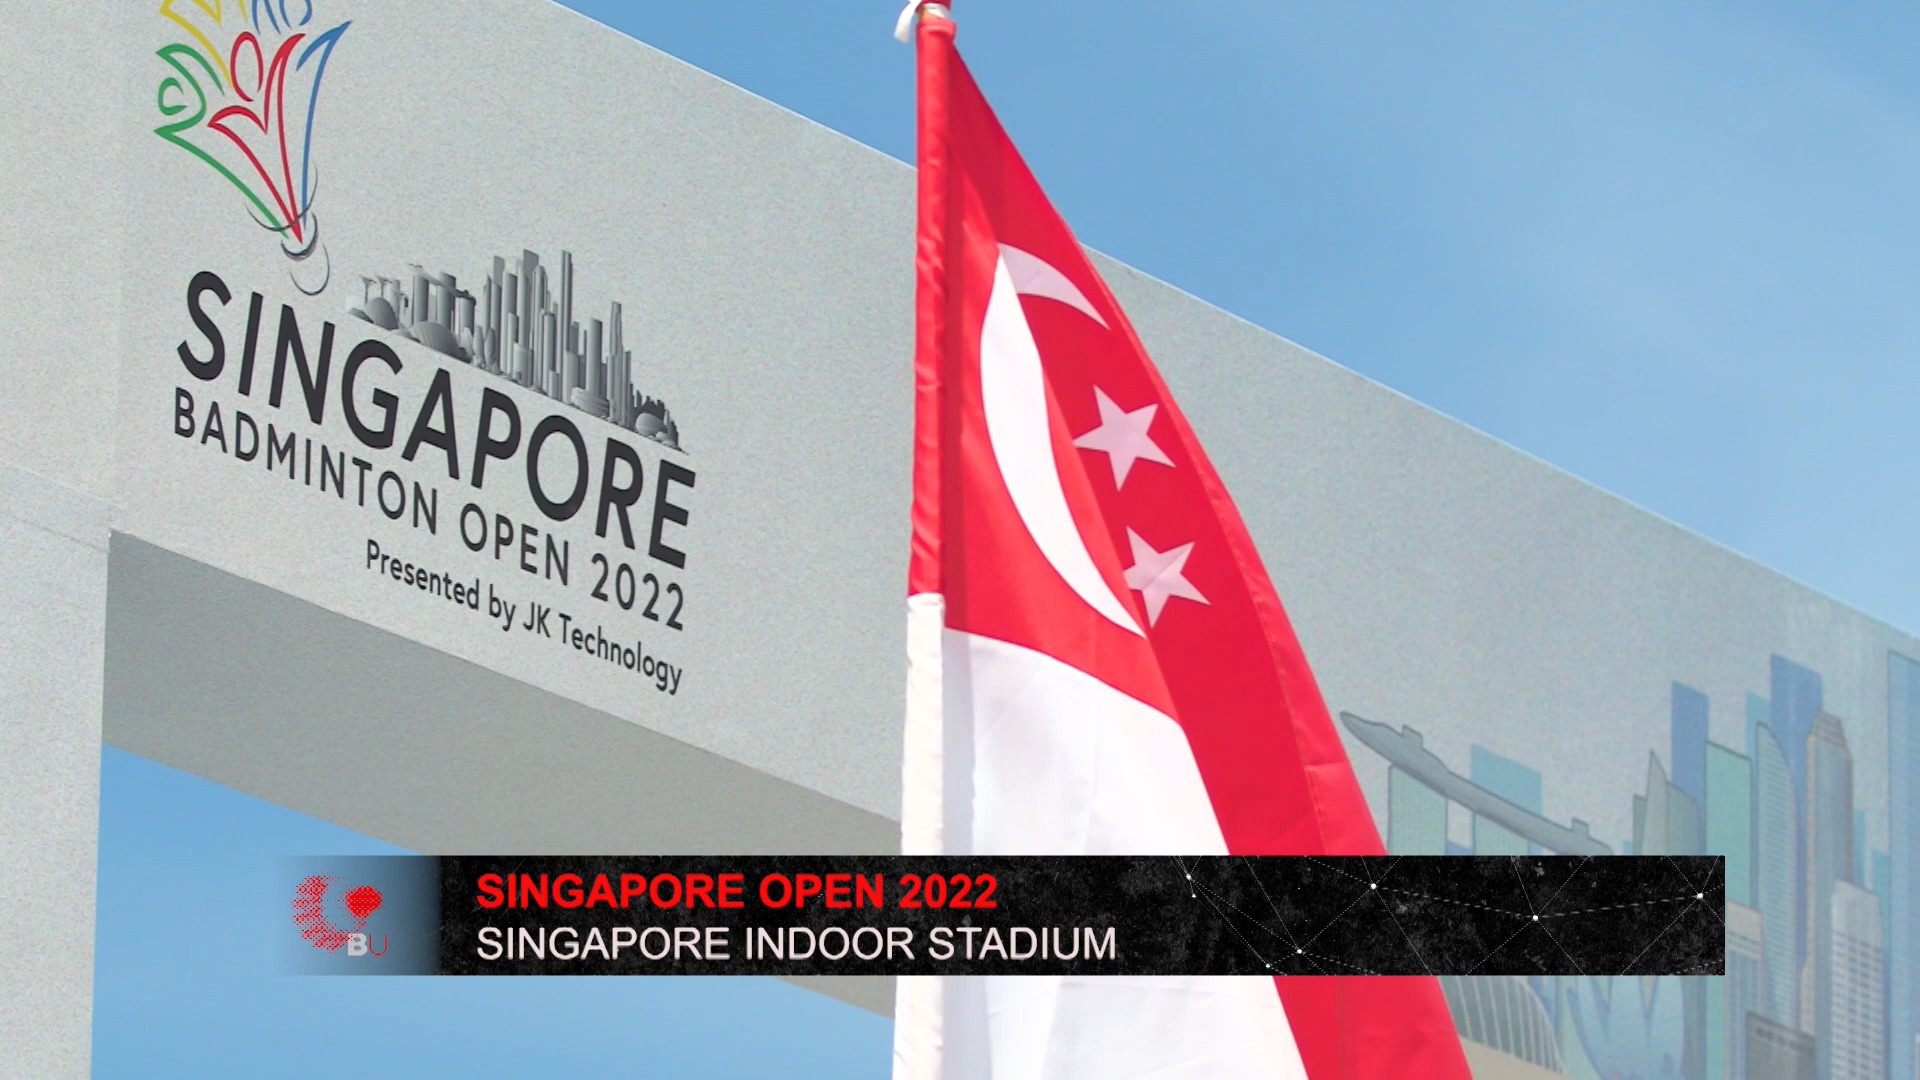 SINGAPORE
BADMINTON OPEN 2022
Presented by JK Technology
SINGAPORE OPEN 2022
SINGAPORE INDOOR STADIUM
BU